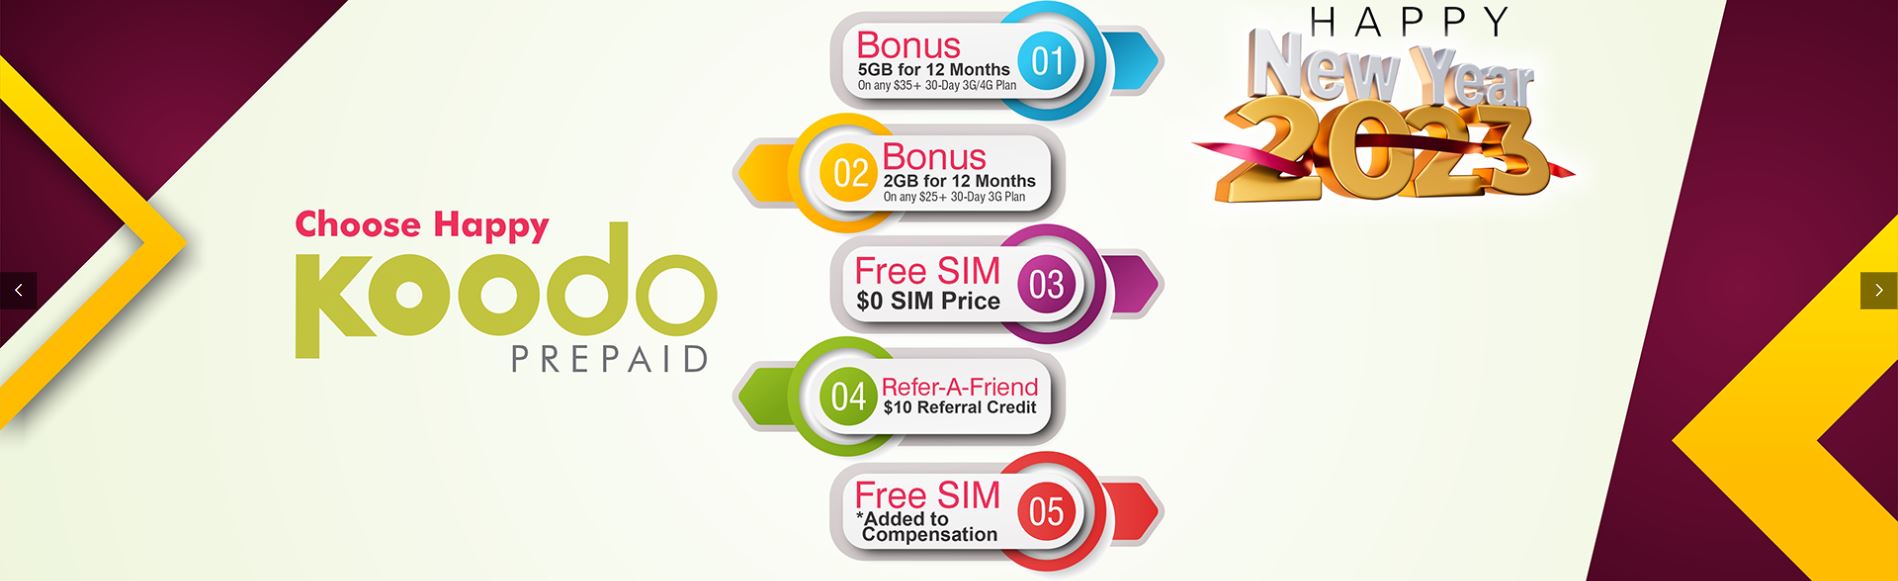 Choose Happy
koodo
PREPAID
Bonus
5GB for 12 Months
On any $35+ 30-Day 3G/4G Plan
01
02
Bonus
2GB for 12 Months
On any $25+ 30-Day 3G Plan
Free SIM
$0 SIM Price
03
04
Refer-A-Friend
$10 Referral Credit
Free SIM
*Added to
Compensation
05
HAPPY
New Year
2023